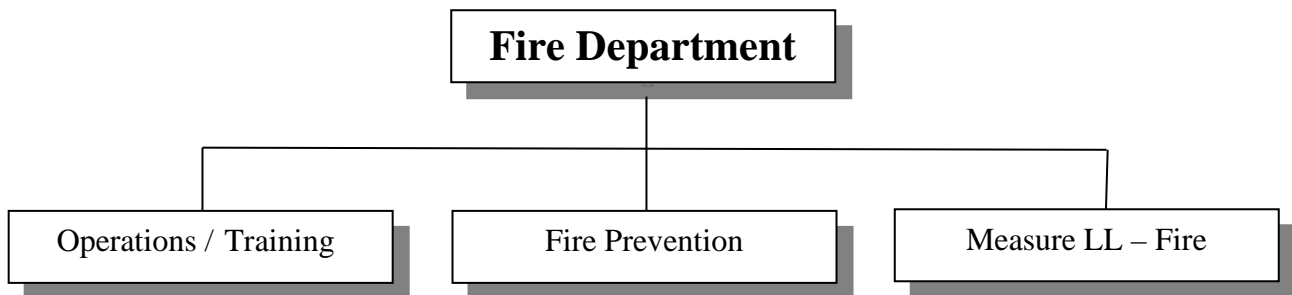 Fire Department
Operations / Training
Fire Prevention
Measure LL – Fire